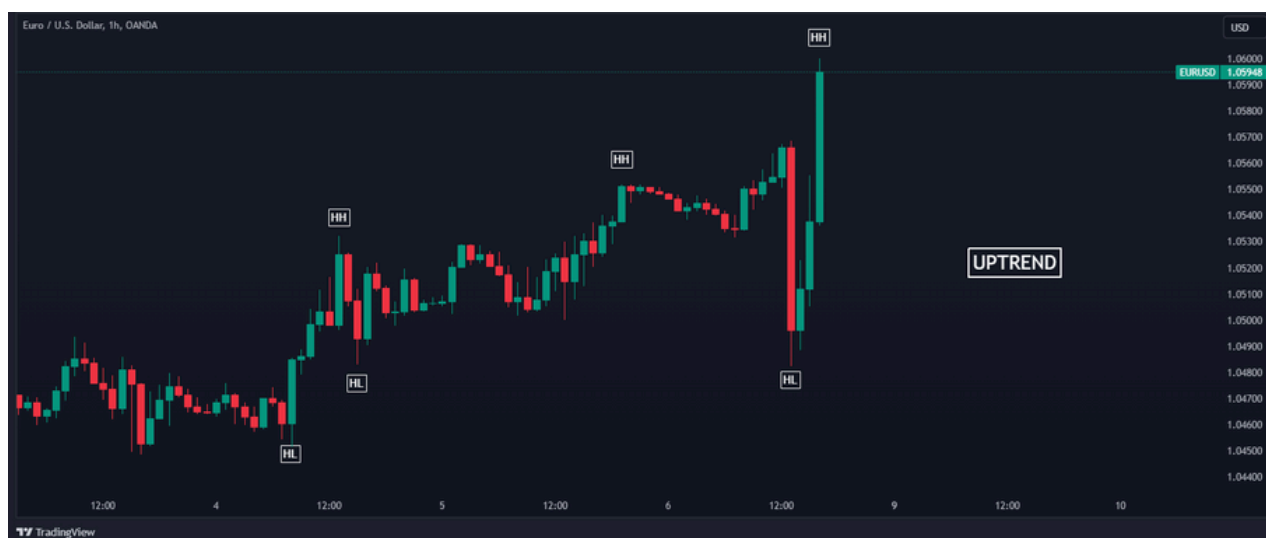 Euro / U.S. Dollar, 1h, OANDA
USD
HH
1.06000
EURUSD 1.05948
1.05900
1.05800
1.05700
HH
1.05600
1.05500
HH
1.05400
1.05300
UPTREND
1.05200
1.05100
1.05000
1.04900
HL
HL
1.04800
1.04700
1.04600
HL
1.04500
1.04400
12:00 4 12:00 5 12:00 6 12:00 9 12:00 10
TradingView